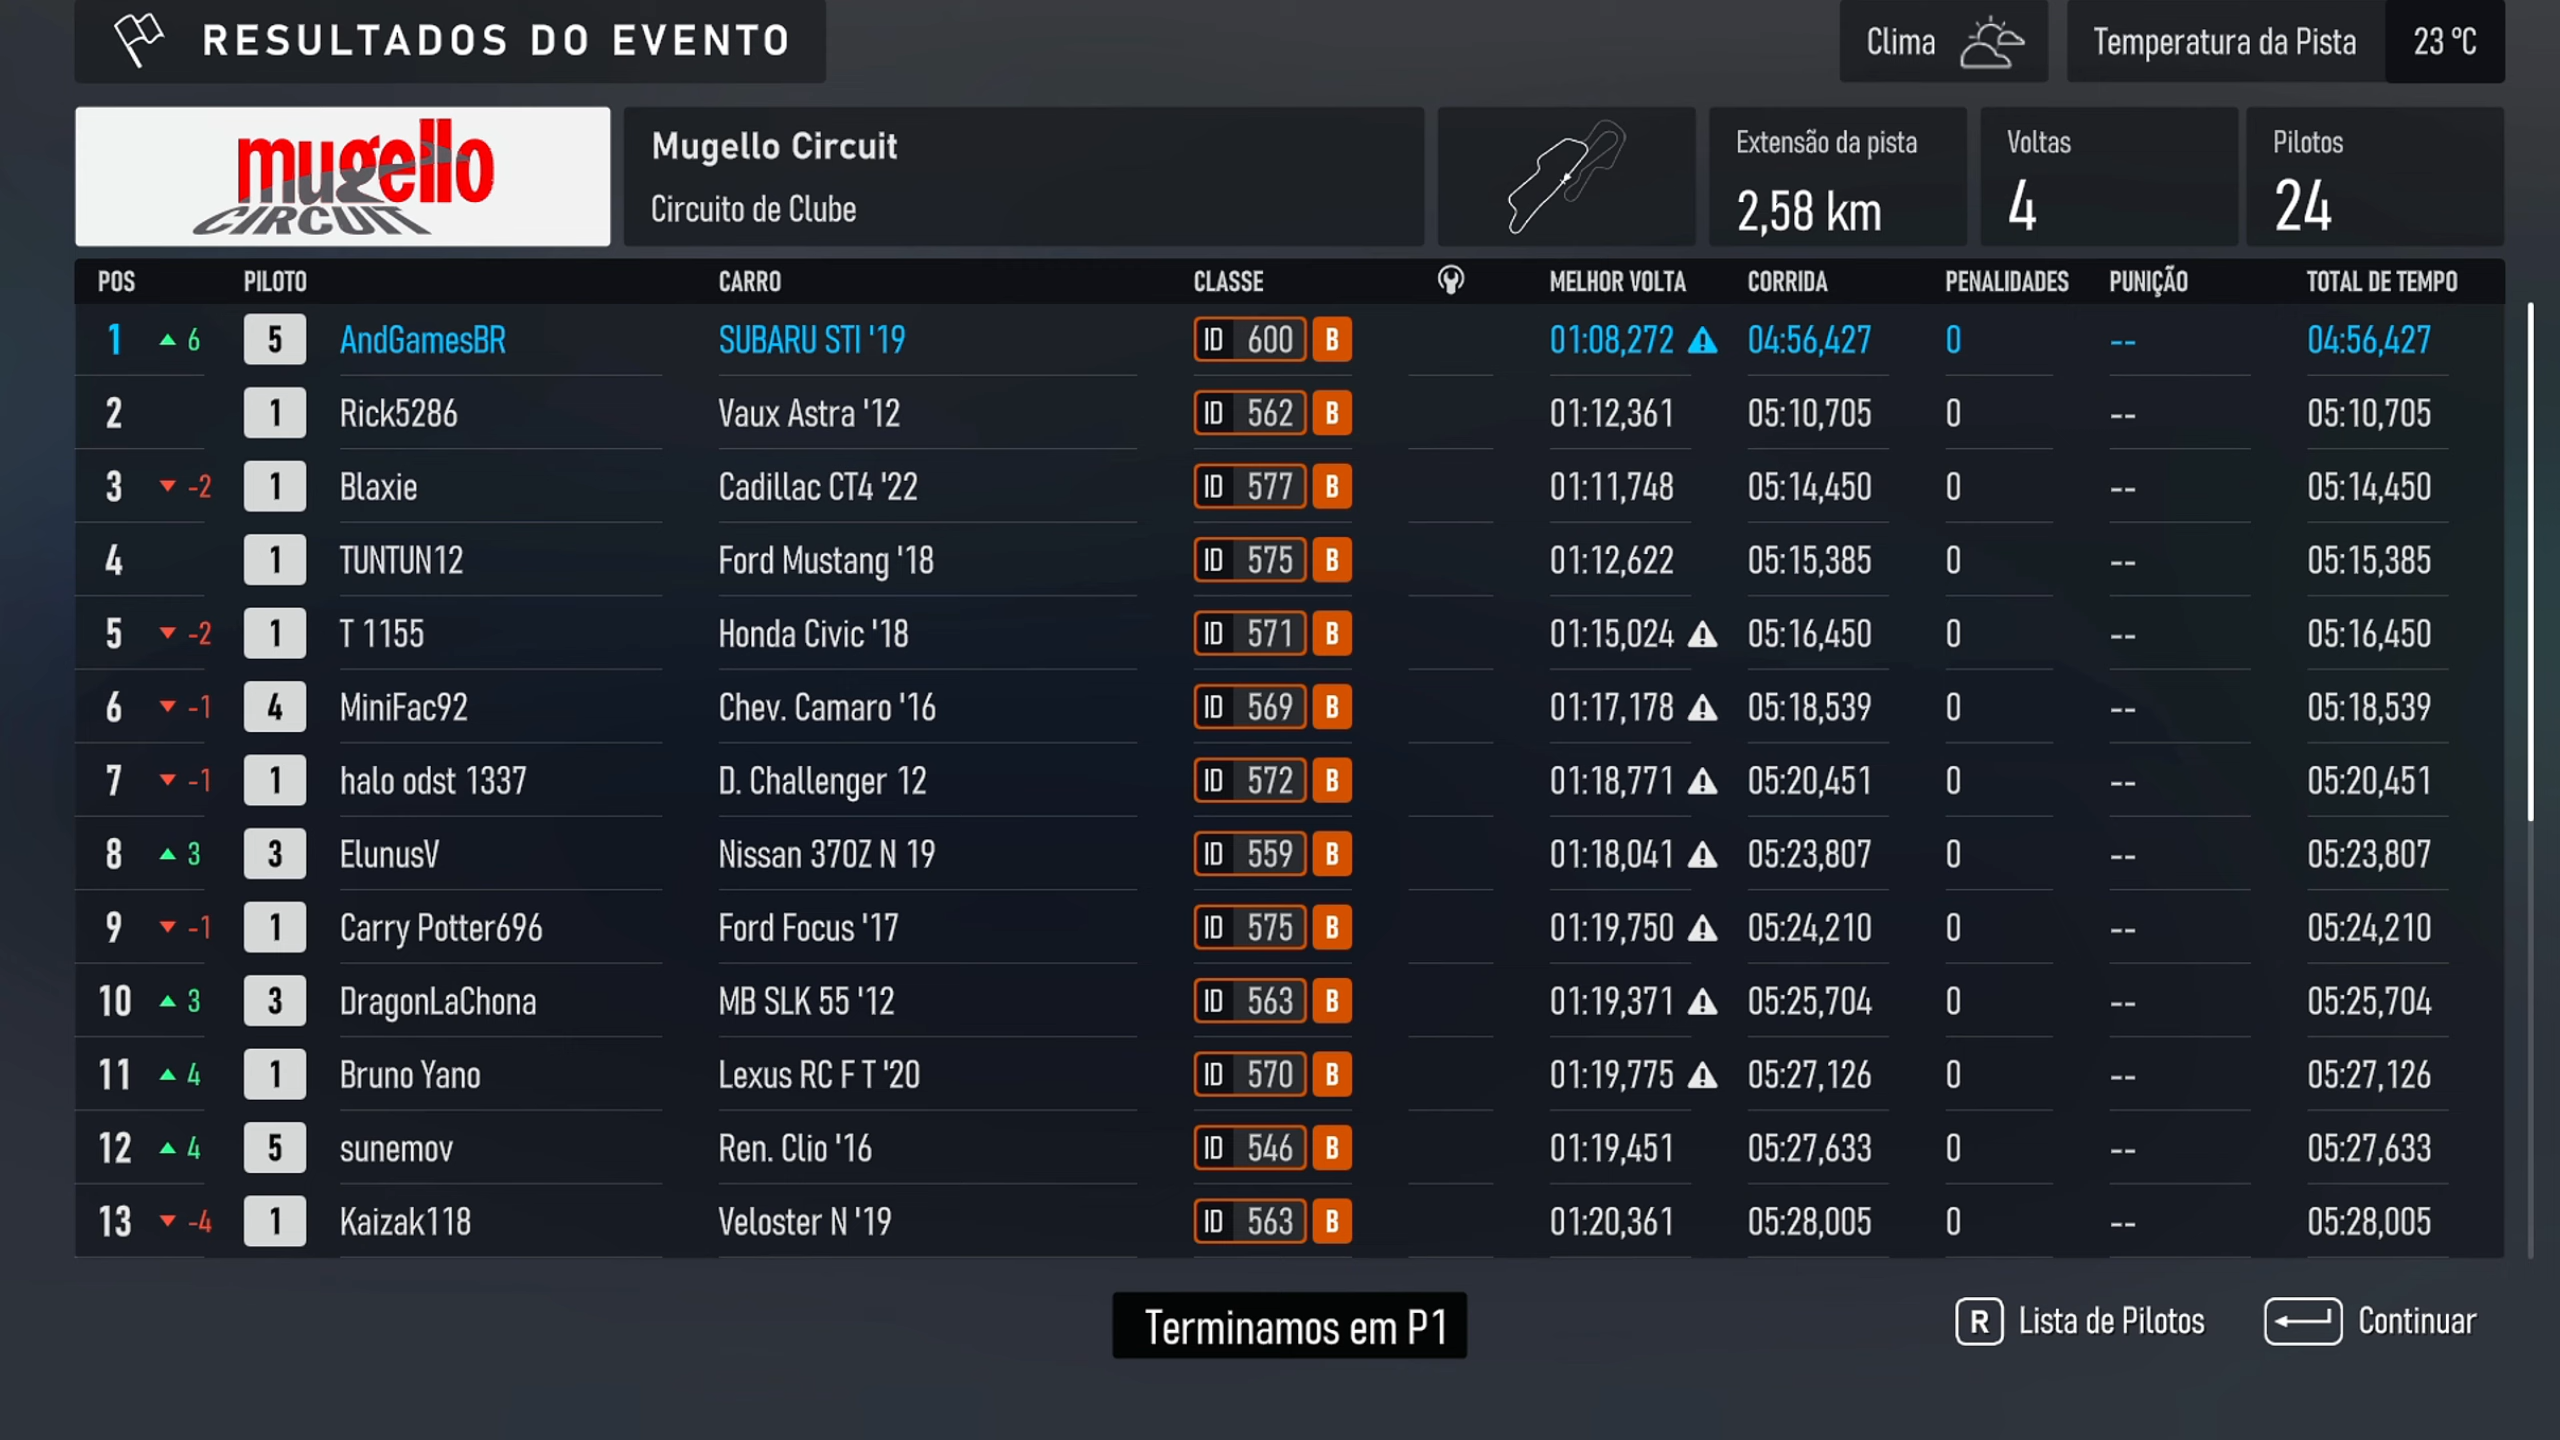 RESULTADOS DO EVENTO
Clima
Temperatura da Pista 23 °C
mugello
CIRCUIT
Mugello Circuit
Circuito de Clube
Extensão da pista
2,58 km
Voltas
4
Pilotos
24
POS PILOTO CARRO CLASSE MELHOR VOLTA CORRIDA PENALIDADES PUNIÇÃO TOTAL DE TEMPO
1 ▲ 6 5 AndGamesBR SUBARU STI '19 ID 600 B 01:08,272 04:56,427 0 -- 04:56,427
2 1 Rick5286 Vaux Astra '12 ID 562 B 01:12,361 05:10,705 0 -- 05:10,705
3 ▼ -2 1 Blaxie Cadillac CT4 '22 ID 577 B 01:11,748 05:14,450 0 -- 05:14,450
4 1 TUNTUN12 Ford Mustang '18 ID 575 B 01:12,622 05:15,385 0 -- 05:15,385
5 ▼ -2 1 T 1155 Honda Civic '18 ID 571 B 01:15,024 05:16,450 0 -- 05:16,450
6 ▼ -1 4 MiniFac92 Chev. Camaro '16 ID 569 B 01:17,178 05:18,539 0 -- 05:18,539
7 ▼ -1 1 halo odst 1337 D. Challenger 12 ID 572 B 01:18,771 05:20,451 0 -- 05:20,451
8 ▲ 3 3 ElunusV Nissan 370Z N 19 ID 559 B 01:18,041 05:23,807 0 -- 05:23,807
9 ▼ -1 1 Carry Potter696 Ford Focus '17 ID 575 B 01:19,750 05:24,210 0 -- 05:24,210
10 ▲ 3 3 DragonLaChona MB SLK 55 '12 ID 563 B 01:19,371 05:25,704 0 -- 05:25,704
11 ▲ 4 1 Bruno Yano Lexus RC F T '20 ID 570 B 01:19,775 05:27,126 0 -- 05:27,126
12 ▲ 4 5 sunemov Ren. Clio '16 ID 546 B 01:19,451 05:27,633 0 -- 05:27,633
13 ▼ -4 1 Kaizak118 Veloster N '19 ID 563 B 01:20,361 05:28,005 0 -- 05:28,005
Terminamos em P1
R Lista de Pilotos
Continuar